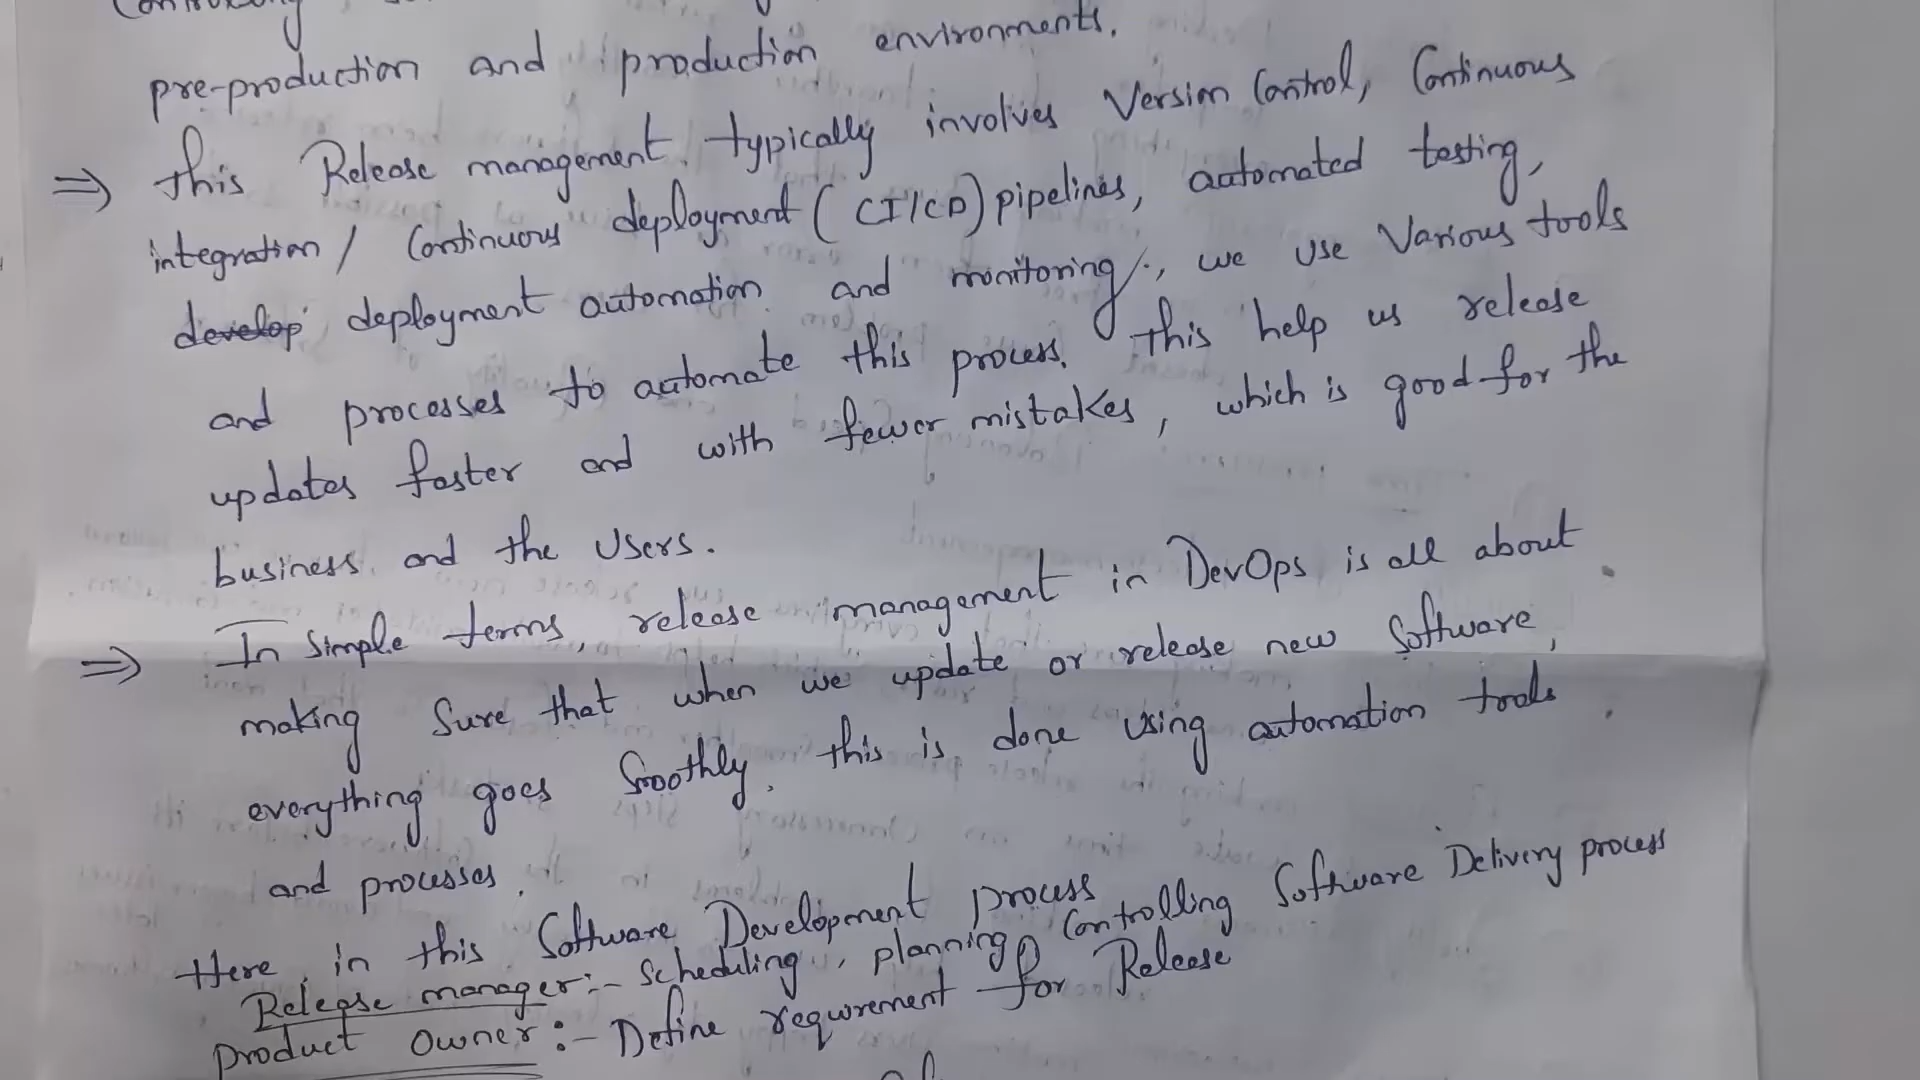 pre-production and production environments.
⇒ this Release management typically involves Version Control, Continuous
integration / Continuous deployment (CI/CD) pipelines, automated testing,
develop deployment automation and monitoring, we use Various tools
and processes to automate this process. this help us release
updates faster and with fewer mistakes, which is good for the
business and the Users.
⇒ In Simple terms, release management in DevOps is all about
making Sure that when we update or release new Software,
everything goes Smoothly. this is done Using automation tools
and processes.
Here in this Software Development process
Release manager:- Scheduling, planning, Controlling Software Delivery process
product owner:- Define requirement for Release